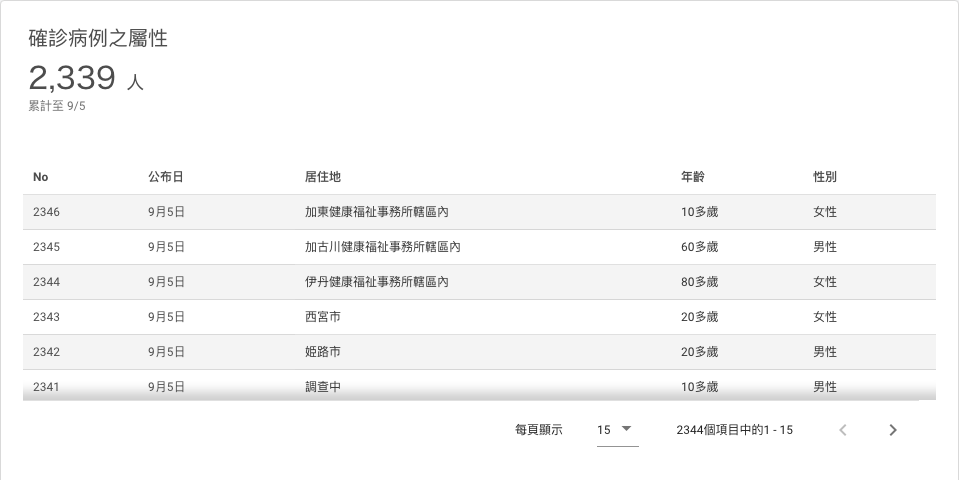 確診病例之屬性
2,339 人
累計至 9/5
No 公布日 居住地 年齡 性別
2346 9月5日 加東健康福祉事務所轄區內 10多歲 女性
2345 9月5日 加古川健康福祉事務所轄區內 60多歲 男性
2344 9月5日 伊丹健康福祉事務所轄區內 80多歲 女性
2343 9月5日 西宮市 20多歲 女性
2342 9月5日 姫路市 20多歲 男性
2341 9月5日 調查中 10多歲 男性
每頁顯示 15 2344個項目中的1 - 15